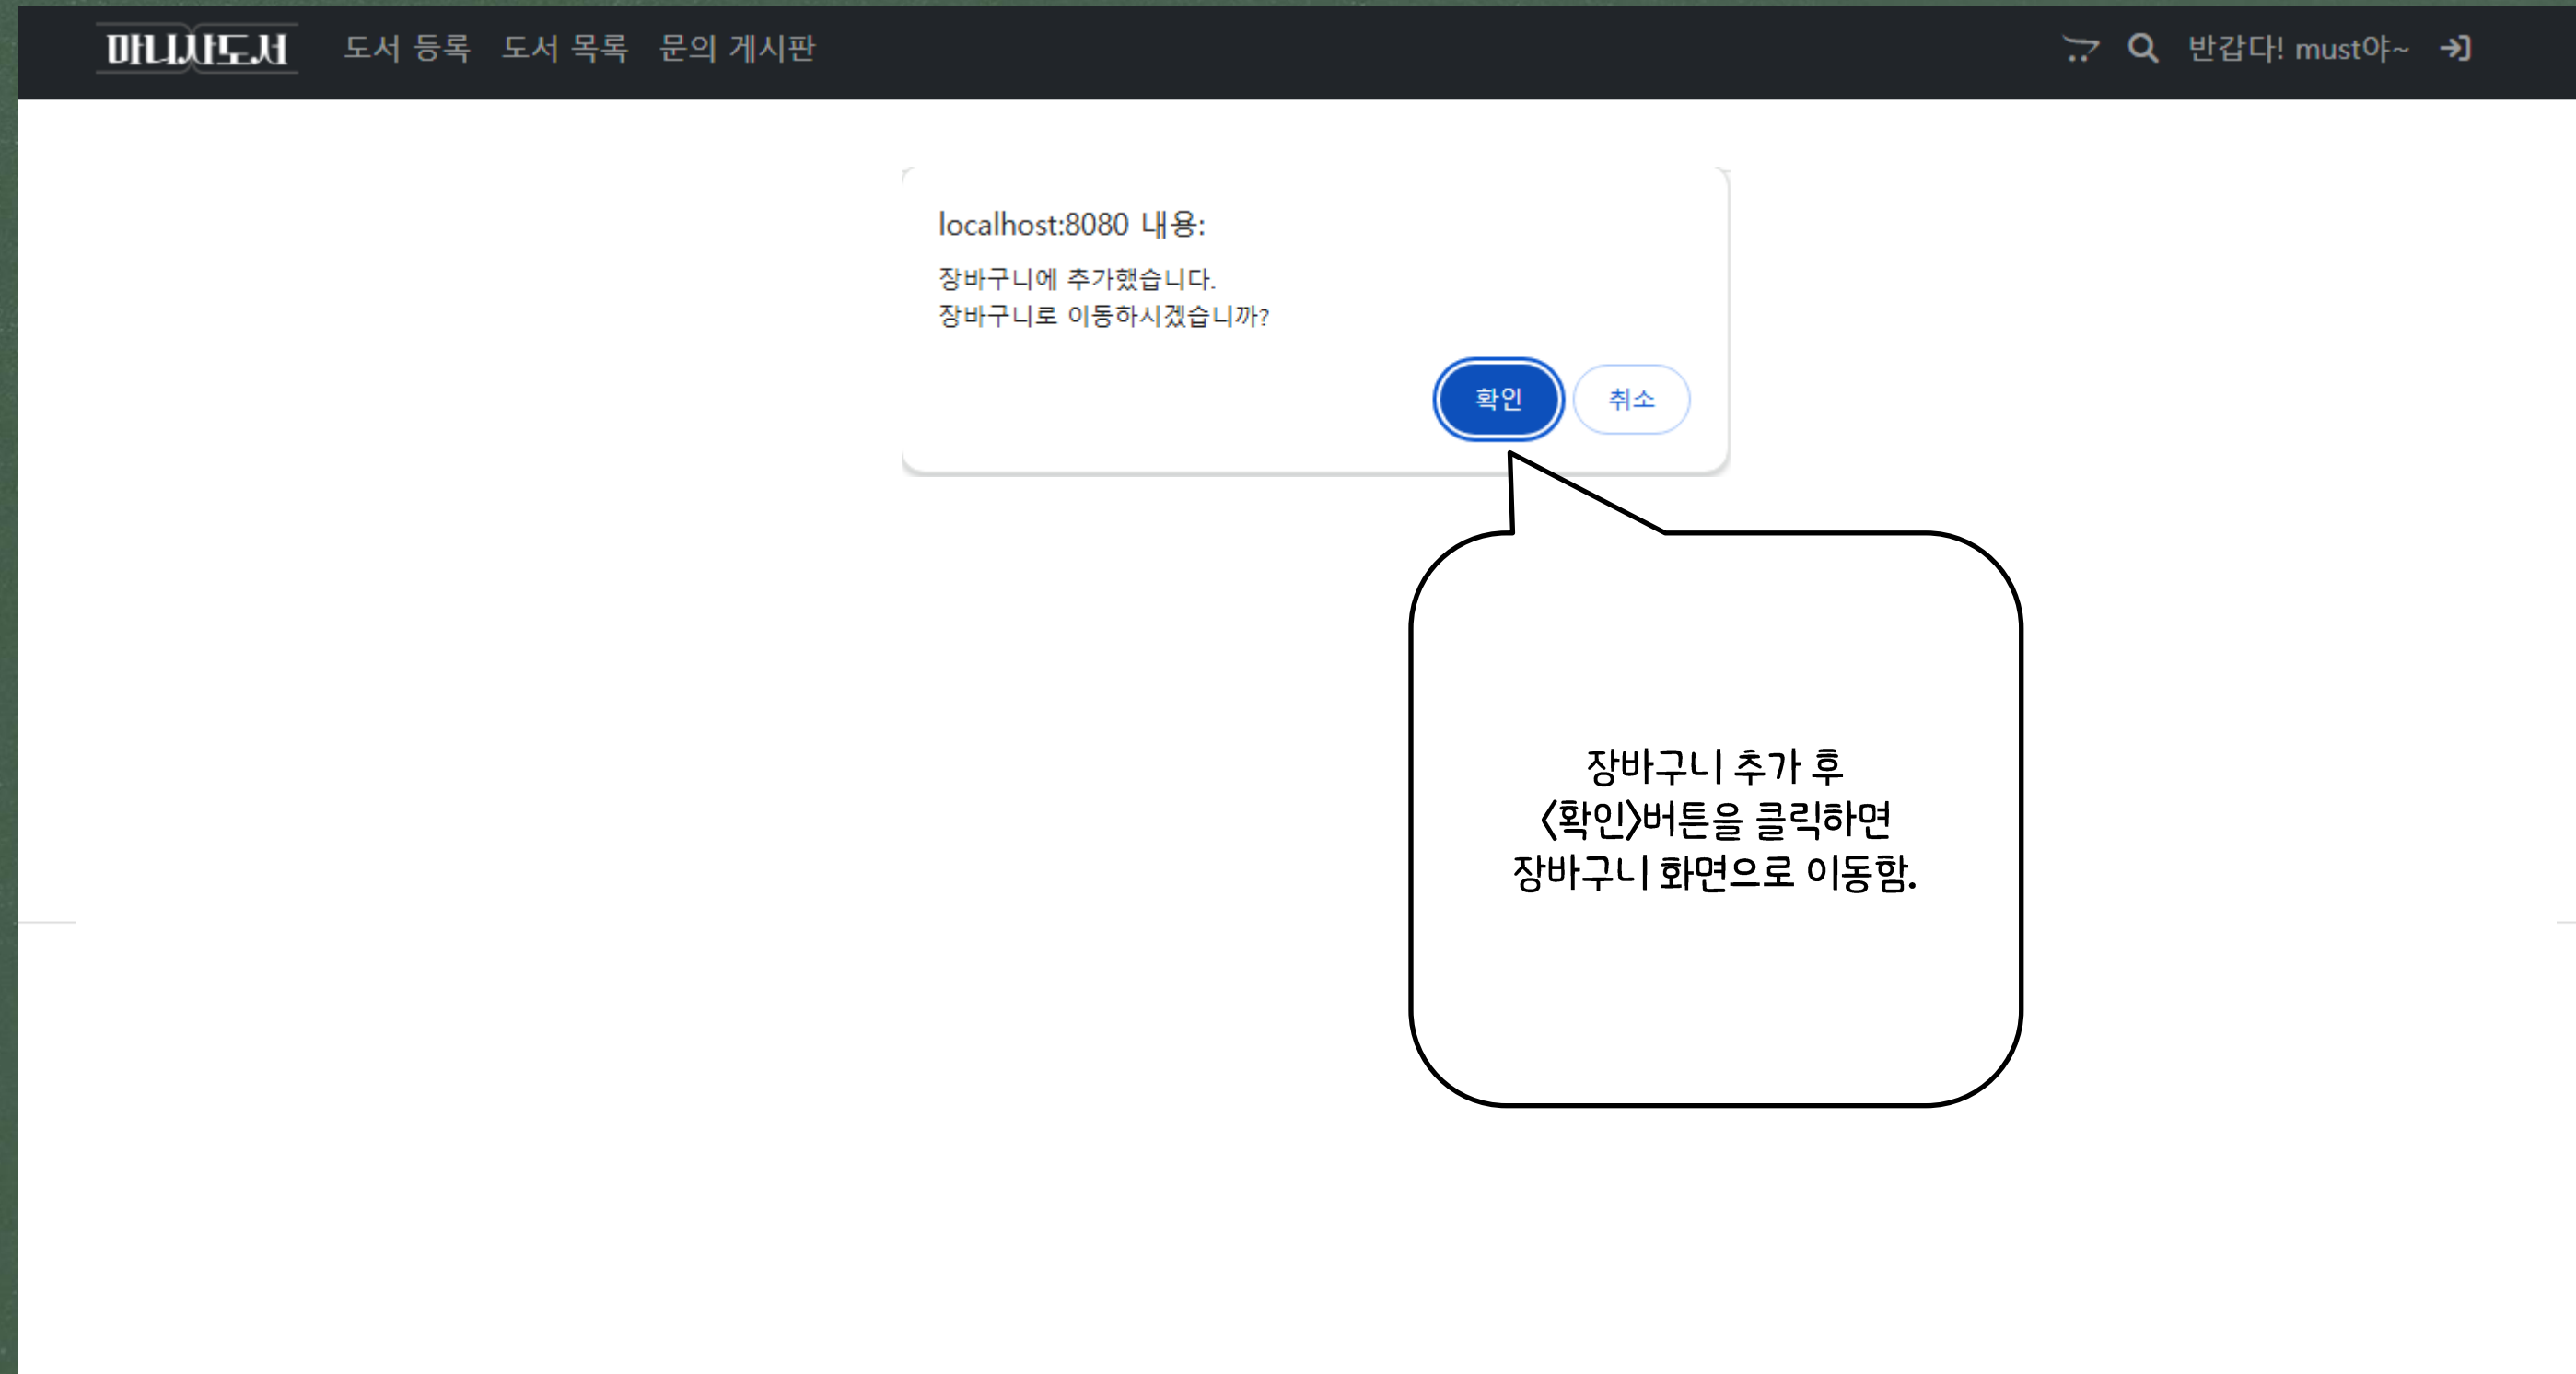 마니사도서 도서 등록 도서 목록 문의 게시판 반갑다! must야~
localhost:8080 내용:
장바구니에 추가했습니다.
장바구니로 이동하시겠습니까?
확인 취소
장바구니 추가 후
<확인>버튼을 클릭하면
장바구니 화면으로 이동함.